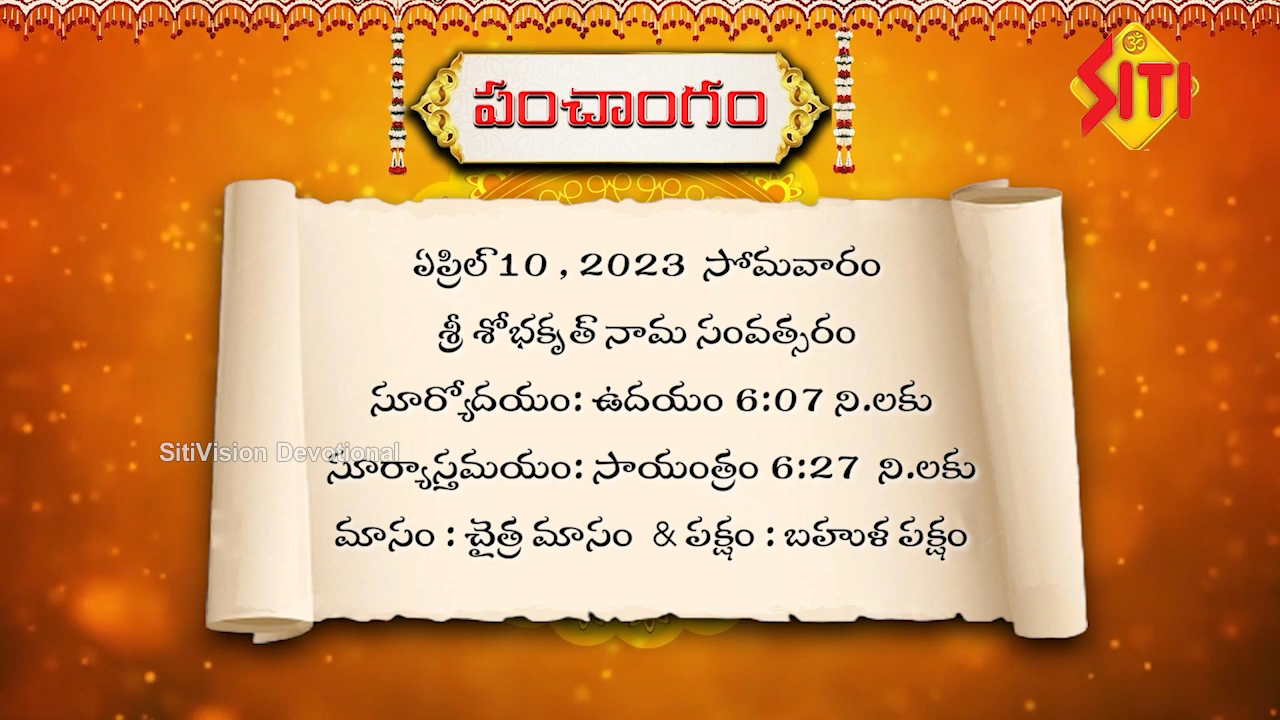 పంచాంగం
ॐ
SITI
ఏప్రిల్ 10 , 2023 సోమవారం
శ్రీ శోభకృత్ నామ సంవత్సరం
సూర్యోదయం: ఉదయం 6:07 ని.లకు
SitiVision Devotional
సూర్యాస్తమయం: సాయంత్రం 6:27 ని.లకు
మాసం : చైత్ర మాసం & పక్షం : బహుళ పక్షం